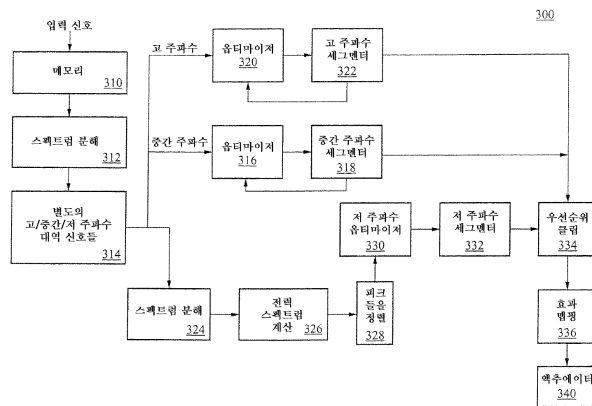 300
입력 신호
메모리
310
스펙트럼 분해
312
별도의
고/중간/저 주파수
대역 신호들
314
고 주파수
옵티마이저
320
고 주파수
세그멘터
322
중간 주파수
옵티마이저
316
중간 주파수
세그멘터
318
스펙트럼 분해
324
전력
스펙트럼
계산
326
피크
들을
정렬
328
저 주파수
옵티마이저
330
저 주파수
세그멘터
332
우선순위
클립
334
효과
맵핑
336
액추에이터
340